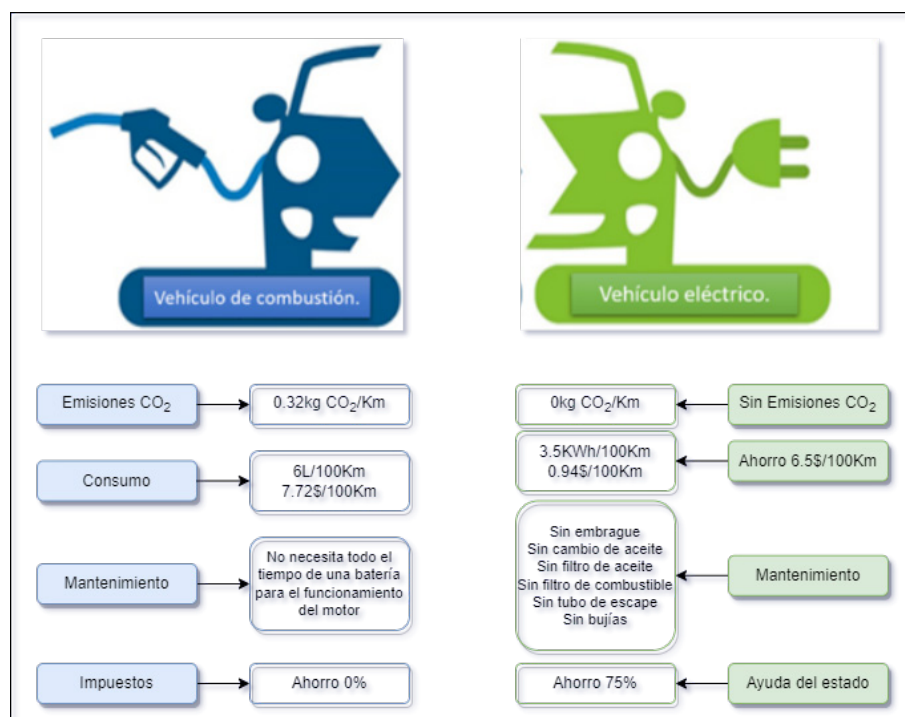 Vehículo de combustión.
Vehículo eléctrico.
Emisiones CO₂
0.32kg CO₂/Km
0kg CO₂/Km
Sin Emisiones CO₂
Consumo
6L/100Km
7.72$/100Km
3.5KWh/100Km
0.94$/100Km
Ahorro 6.5$/100Km
Mantenimiento
No necesita todo el
tiempo de una batería
para el funcionamiento
del motor
Sin embrague
Sin cambio de aceite
Sin filtro de aceite
Sin filtro de combustible
Sin tubo de escape
Sin bujías
Mantenimiento
Impuestos
Ahorro 0%
Ahorro 75%
Ayuda del estado